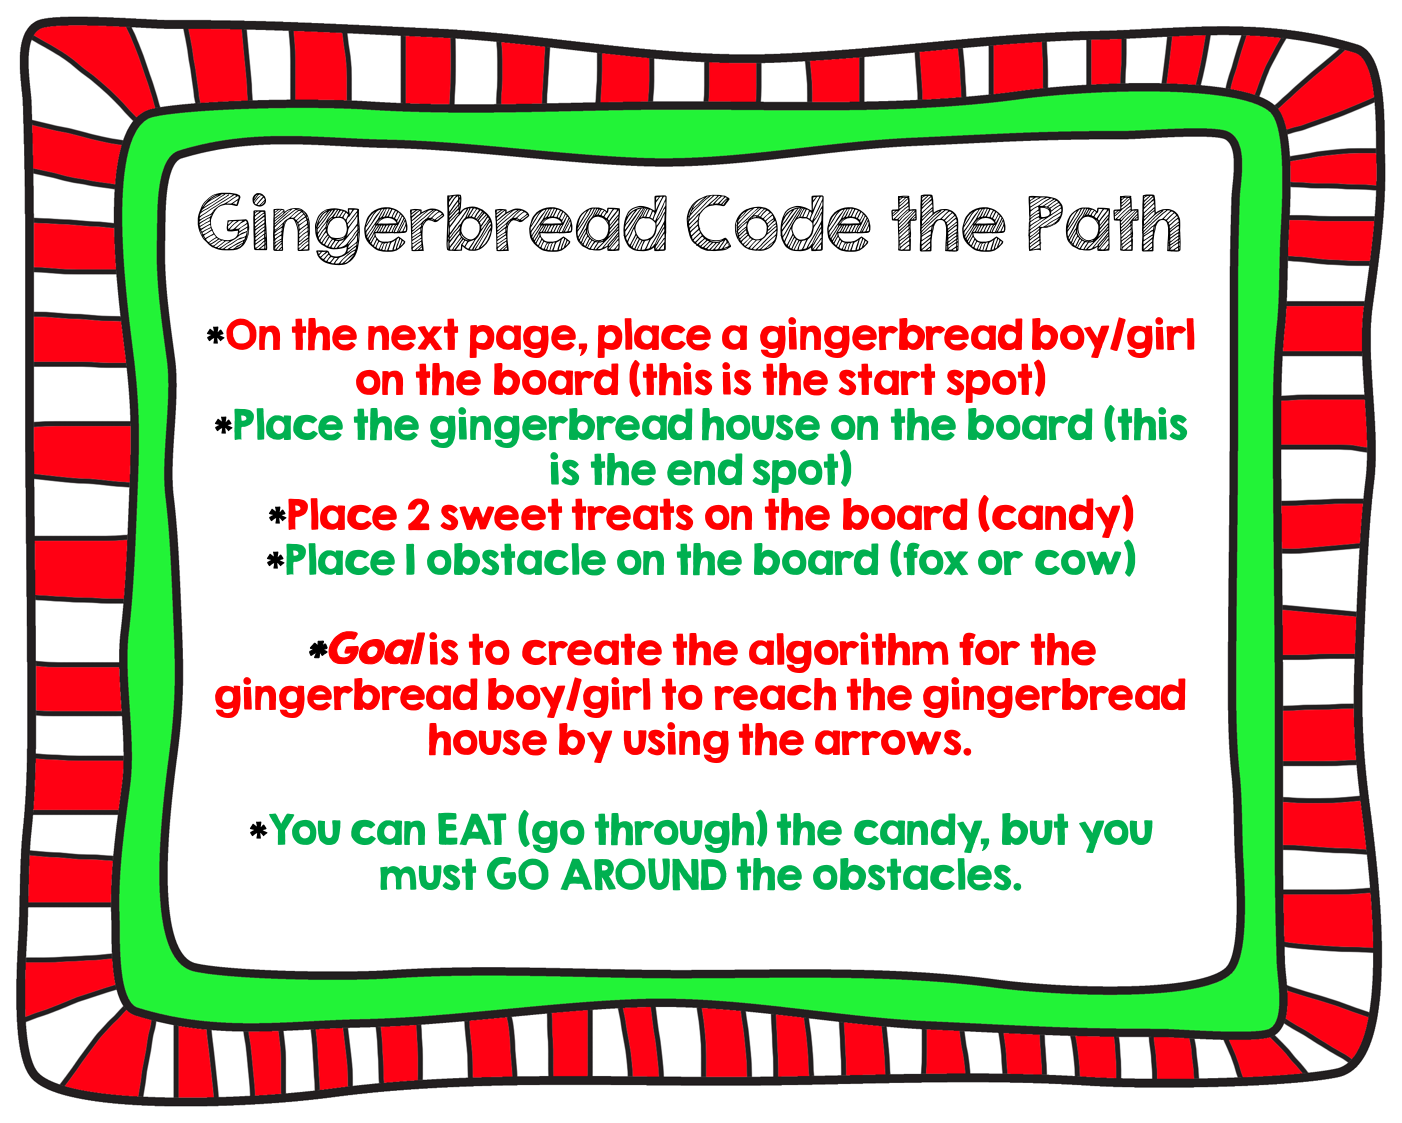 Gingerbread Code the Path
*On the next page, place a gingerbread boy/girl
on the board (this is the start spot)
*Place the gingerbread house on the board (this
is the end spot)
*Place 2 sweet treats on the board (candy)
*Place 1 obstacle on the board (fox or cow)
*Goal is to create the algorithm for the
gingerbread boy/girl to reach the gingerbread
house by using the arrows.
*You can EAT (go through) the candy, but you
must GO AROUND the obstacles.